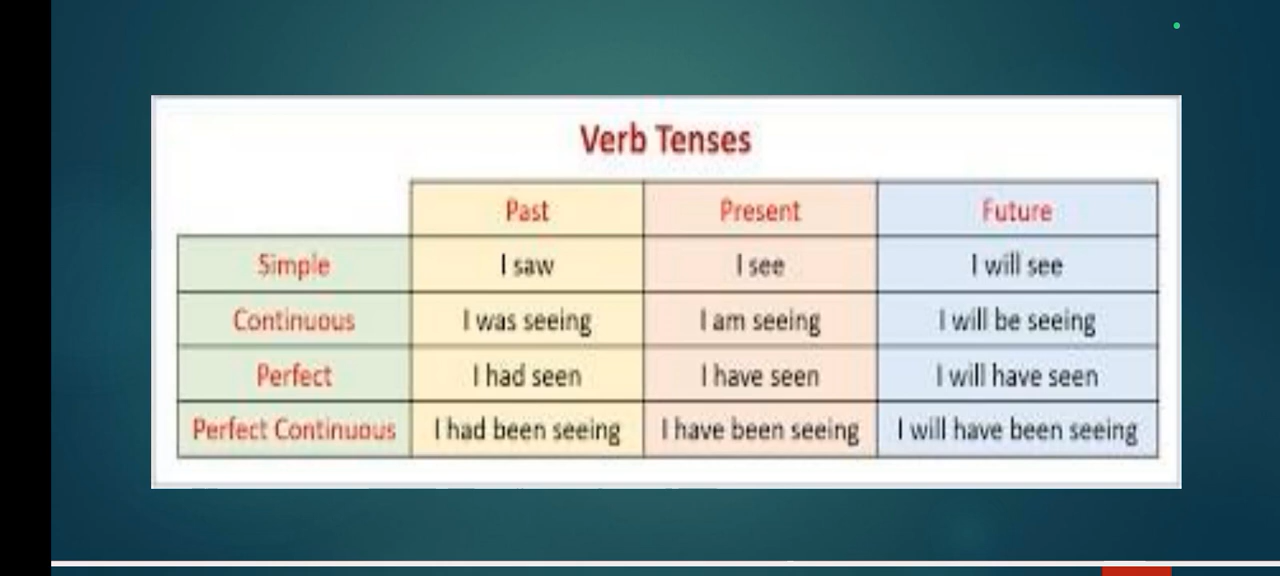 Verb Tenses
Past Present Future
Simple I saw I see I will see
Continuous I was seeing I am seeing I will be seeing
Perfect I had seen I have seen I will have seen
Perfect Continuous I had been seeing I have been seeing I will have been seeing